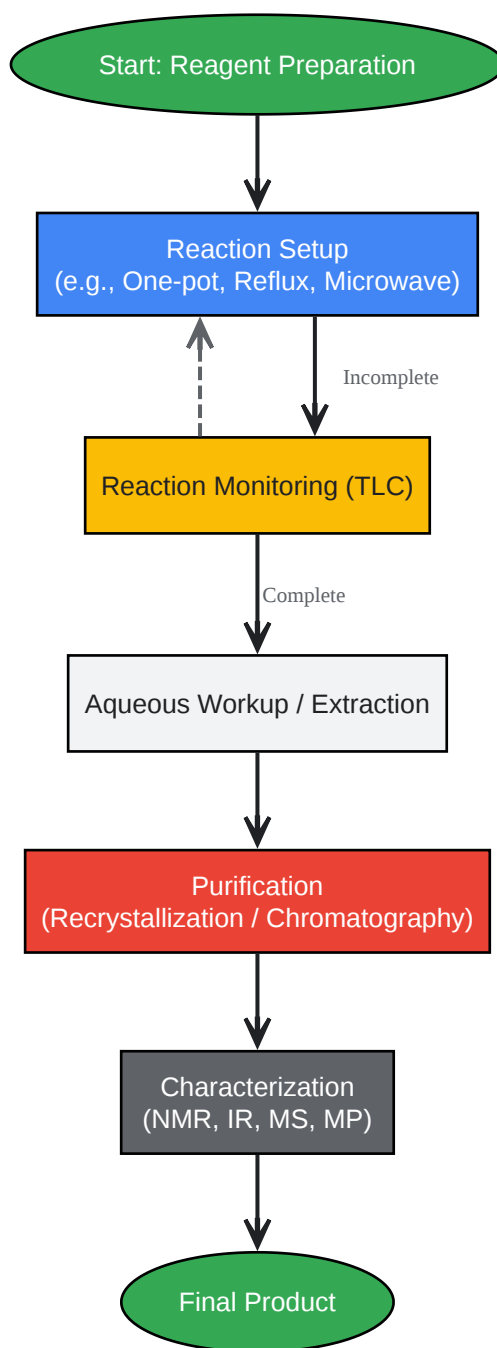 Start: Reagent Preparation
Reaction Setup
(e.g., One-pot, Reflux, Microwave)
Incomplete
Reaction Monitoring (TLC)
Complete
Aqueous Workup / Extraction
Purification
(Recrystallization / Chromatography)
Characterization
(NMR, IR, MS, MP)
Final Product